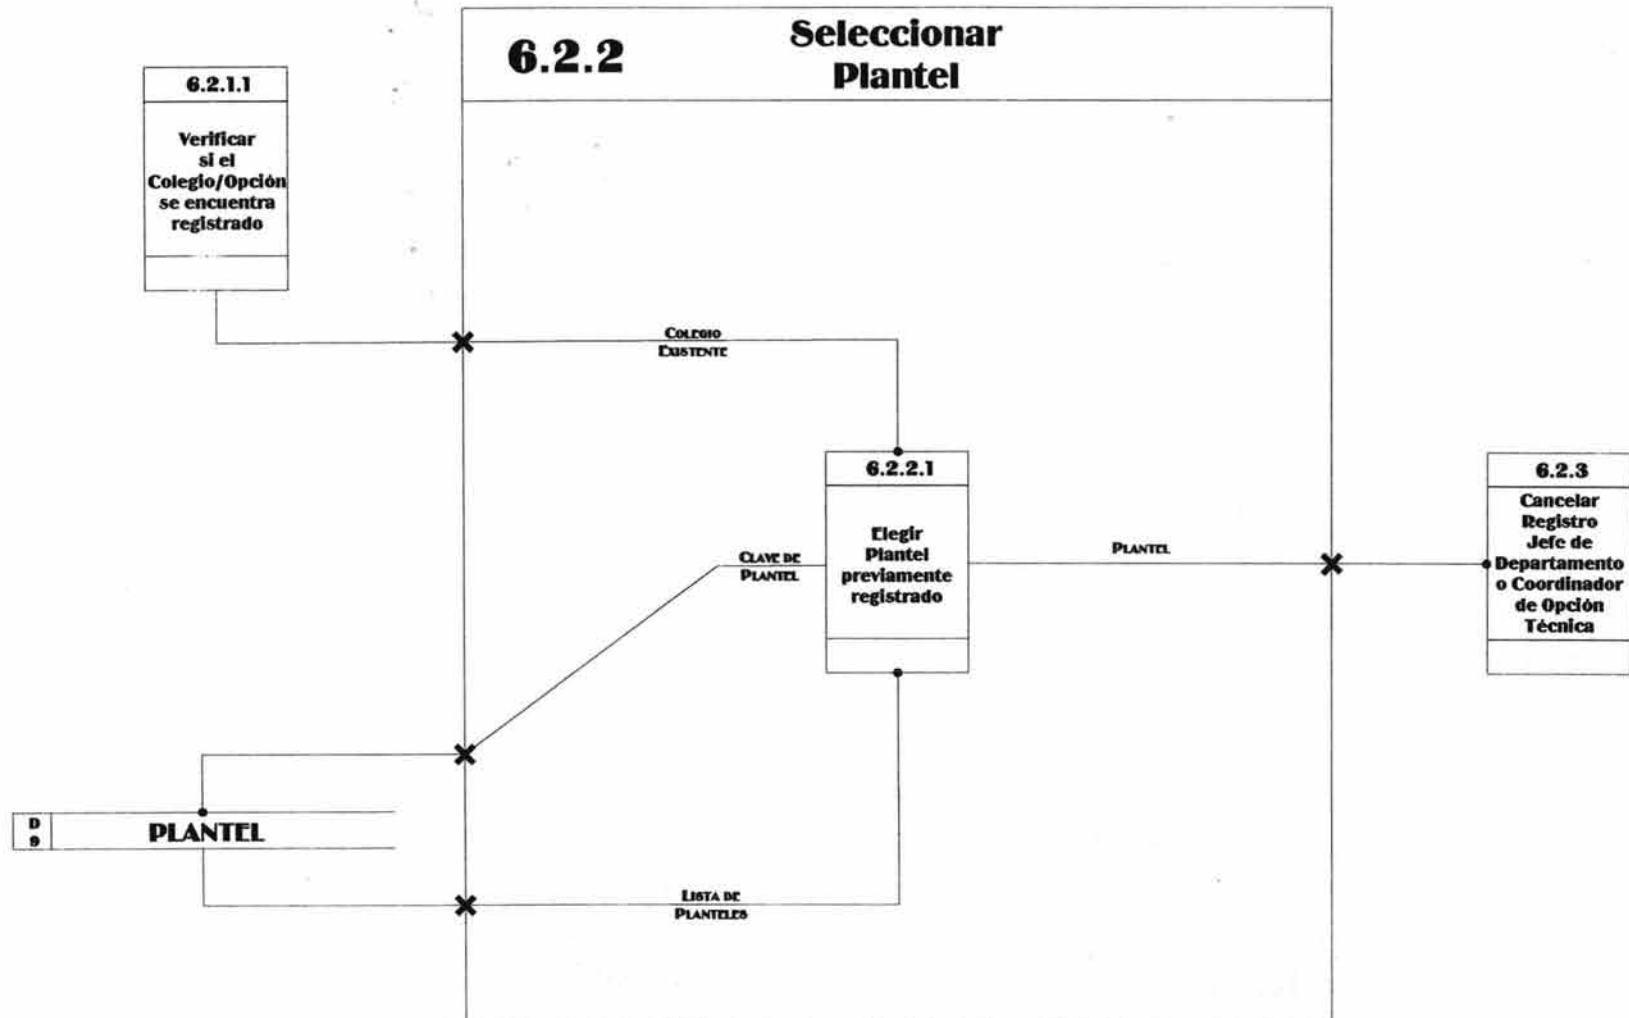 6.2.2
Seleccionar
Plantel
6.2.1.1
Verificar
si el
Colegio/Opción
se encuentra
registrado
COLEGIO
EXISTENTE
6.2.2.1
Elegir
Plantel
previamente
registrado
CLAVE DE
PLANTEL
PLANTEL
6.2.3
Cancelar
Registro
Jefe de
Departamento
o Coordinador
de Opción
Técnica
D
9
PLANTEL
LISTA DE
PLANTELES